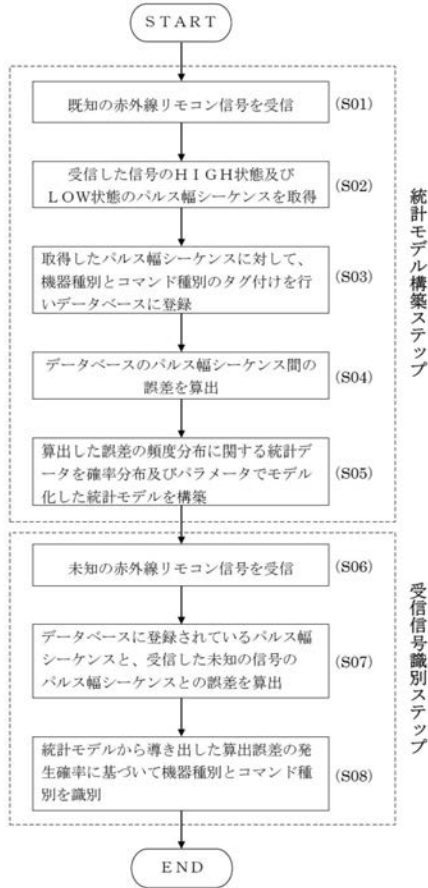 START
既知の赤外線リモコン信号を受信
(S01)
受信した信号のHIGH状態及び
LOW状態のパルス幅シーケンスを取得
(S02)
取得したパルス幅シーケンスに対して、
機器種別とコマンド種別のタグ付けを行
いデータベースに登録
(S03)
データベースのパルス幅シーケンス間の
誤差を算出
(S04)
算出した誤差の頻度分布に関する統計デー
タを確率分布及びパラメータでモデル
化した統計モデルを構築
(S05)
統計モデル構築ステップ
未知の赤外線リモコン信号を受信
(S06)
データベースに登録されているパルス幅
シーケンスと、受信した未知の信号の
パルス幅シーケンスとの誤差を算出
(S07)
統計モデルから導き出した算出誤差の発
生確率に基づいて機器種別とコマンド種
別を識別
(S08)
受信信号識別ステップ
END